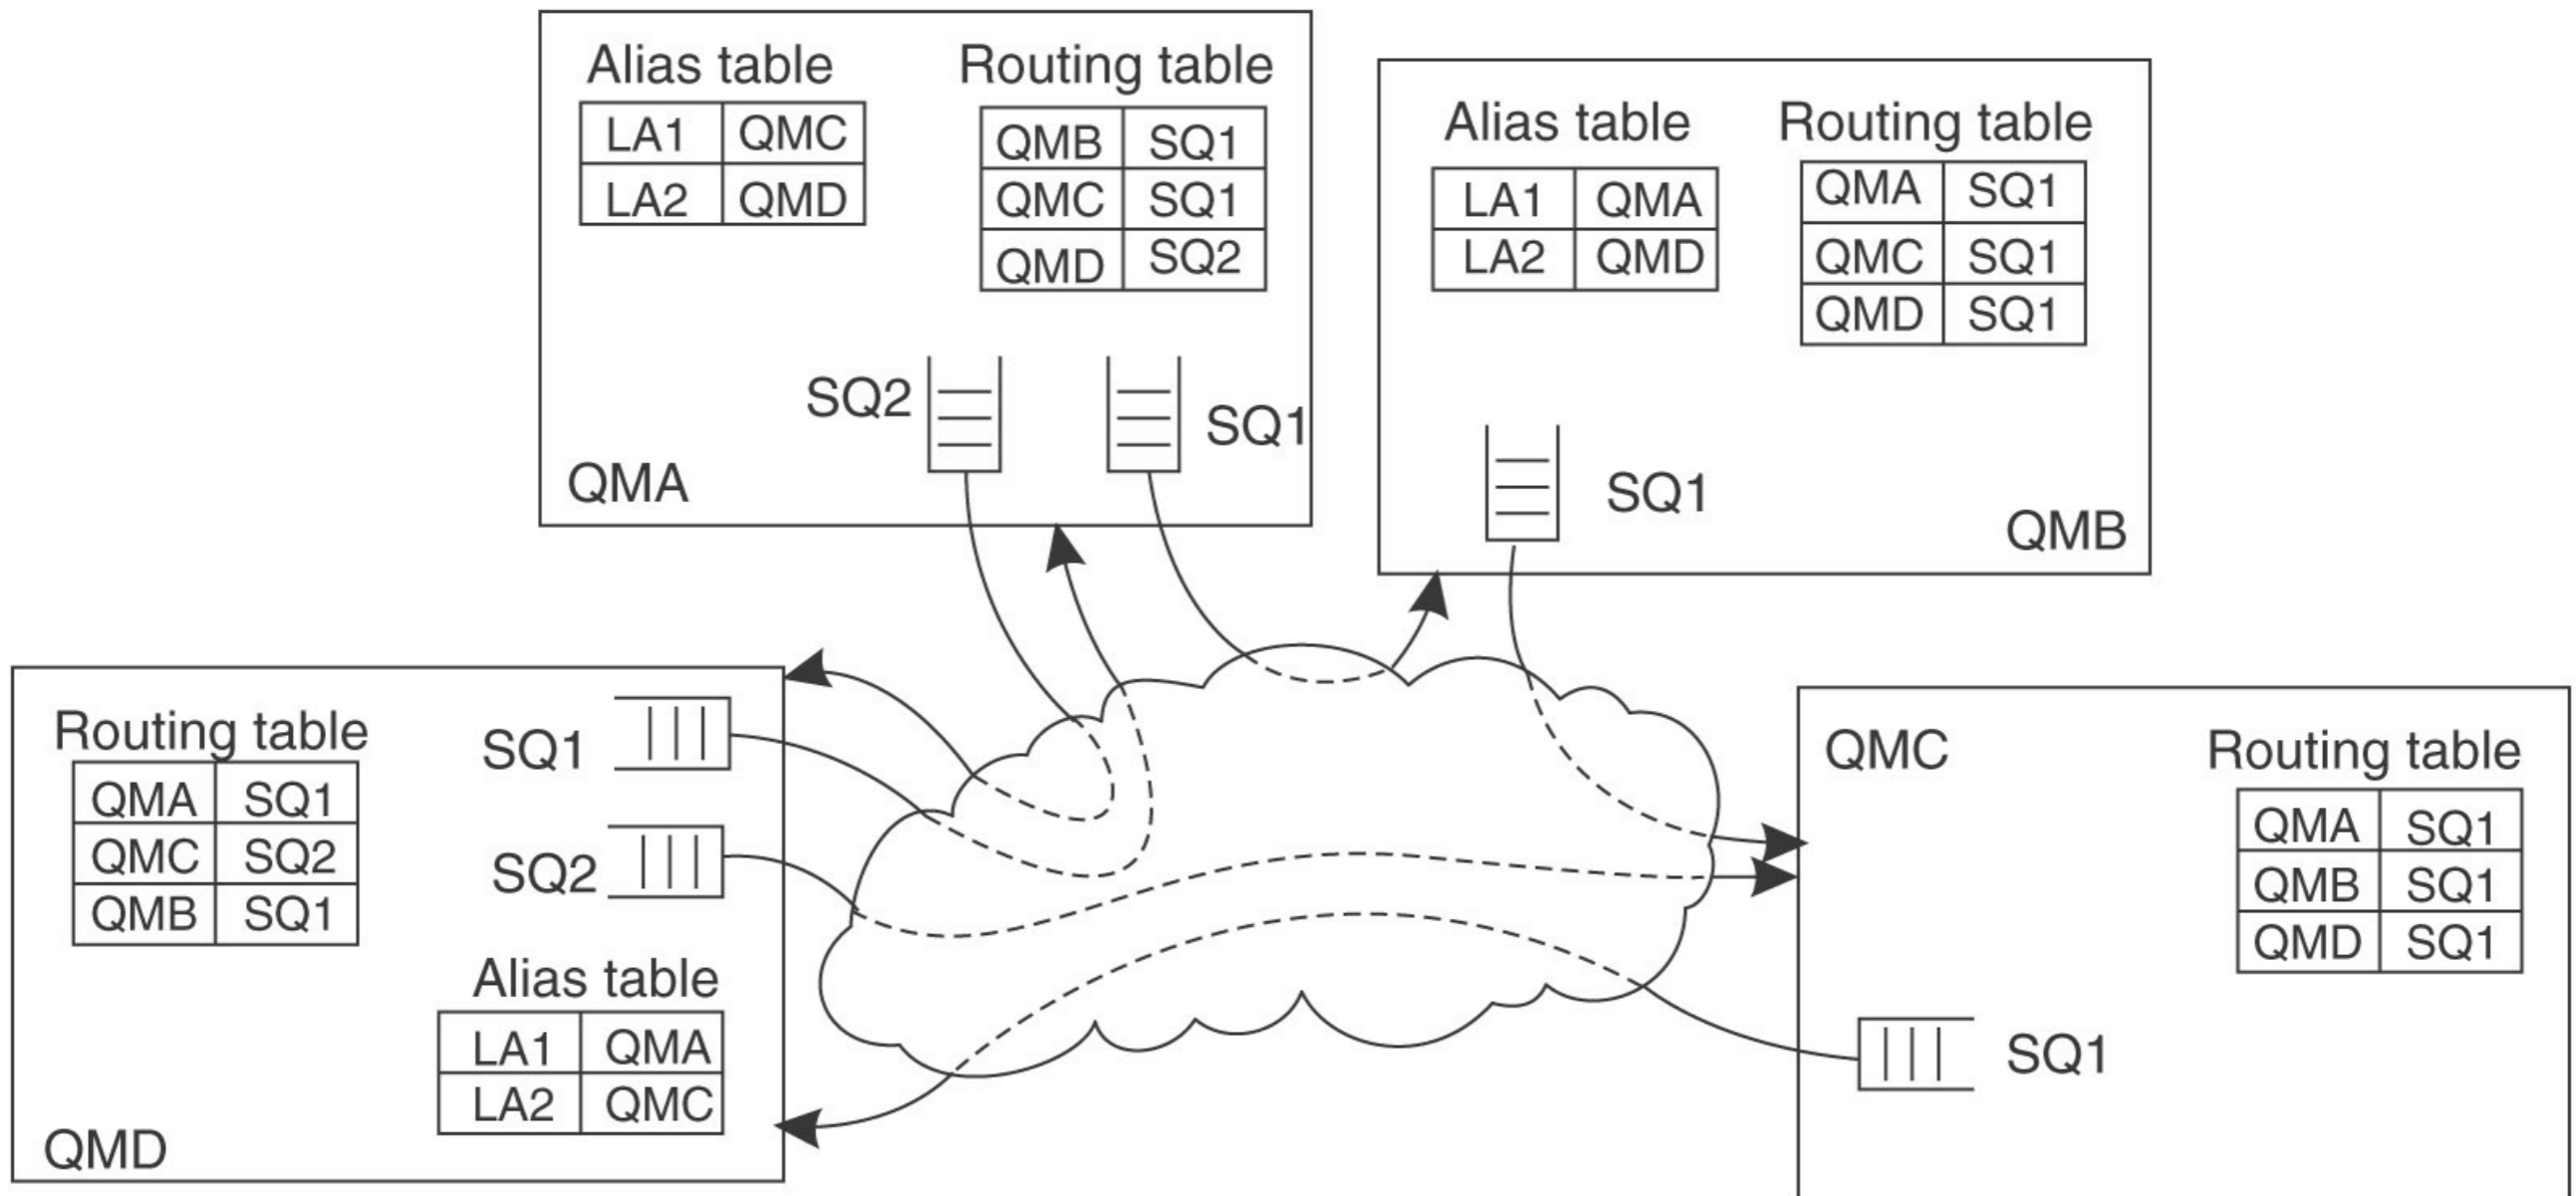 Alias table
LA1 QMC
LA2 QMD
Routing table
QMB SQ1
QMC SQ1
QMD SQ2
SQ2
SQ1
QMA
Alias table
LA1 QMA
LA2 QMD
Routing table
QMA SQ1
QMC SQ1
QMD SQ1
SQ1
QMB
Routing table
QMA SQ1
QMC SQ2
QMB SQ1
SQ1
SQ2
Alias table
LA1 QMA
LA2 QMC
QMD
QMC
Routing table
QMA SQ1
QMB SQ1
QMD SQ1
SQ1